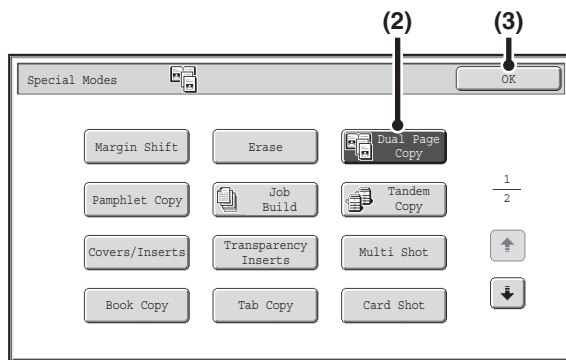 (2)
(3)
Special Modes
OK
Margin Shift
Erase
Dual Page
Copy
Pamphlet Copy
Job
Build
Tandem
Copy
1
2
Covers/Inserts
Transparency
Inserts
Multi Shot
Book Copy
Tab Copy
Card Shot